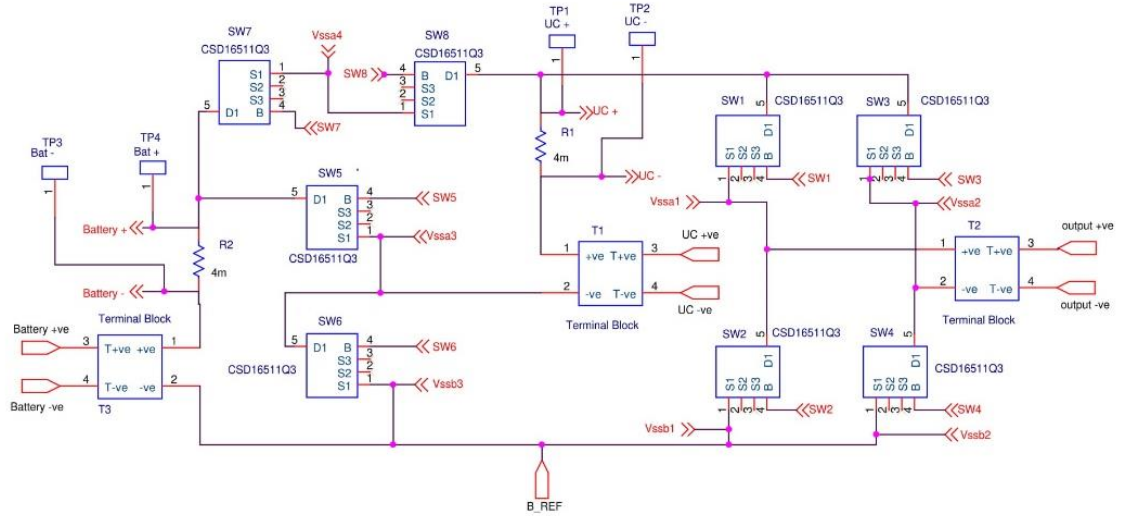 TP1
UC +
TP2
UC -
SW7
CSD16511Q3
Vssa4
SW8
CSD16511Q3
5 D1 S1 1
S2 2
S3 3
B 4
SW7
SW8
4 B D1 5
3 S3
2 S2
1 S1
1
1
UC +
R1
4m
UC -
SW1
CSD16511Q3
5
D1
S1 S2 S3 B
1 2 3 4
SW1
SW3
CSD16511Q3
5
D1
S1 S2 S3 B
1 2 3 4
SW3
Vssa1
Vssa2
TP3
Bat -
1
TP4
Bat +
1
Battery +
R2
4m
Battery -
SW5
5 D1 B 4
S3 3
S2 2
S1 1
SW5
Vssa3
CSD16511Q3
T1
1 +ve T+ve 3
2 -ve T-ve 4
UC +ve
UC -ve
Terminal Block
T2
1 +ve T+ve 3
2 -ve T-ve 4
output +ve
output -ve
Terminal Block
SW6
CSD16511Q3
5 D1 B 4
S3 3
S2 2
S1 1
SW6
Vssb3
Terminal Block
Battery +ve
3 T+ve +ve 1
4 T-ve -ve 2
Battery -ve
T3
SW2
CSD16511Q3
5
D1
S1 S2 S3 B
1 2 3 4
SW2
Vssb1
SW4
CSD16511Q3
5
D1
S1 S2 S3 B
1 2 3 4
SW4
Vssb2
B_REF